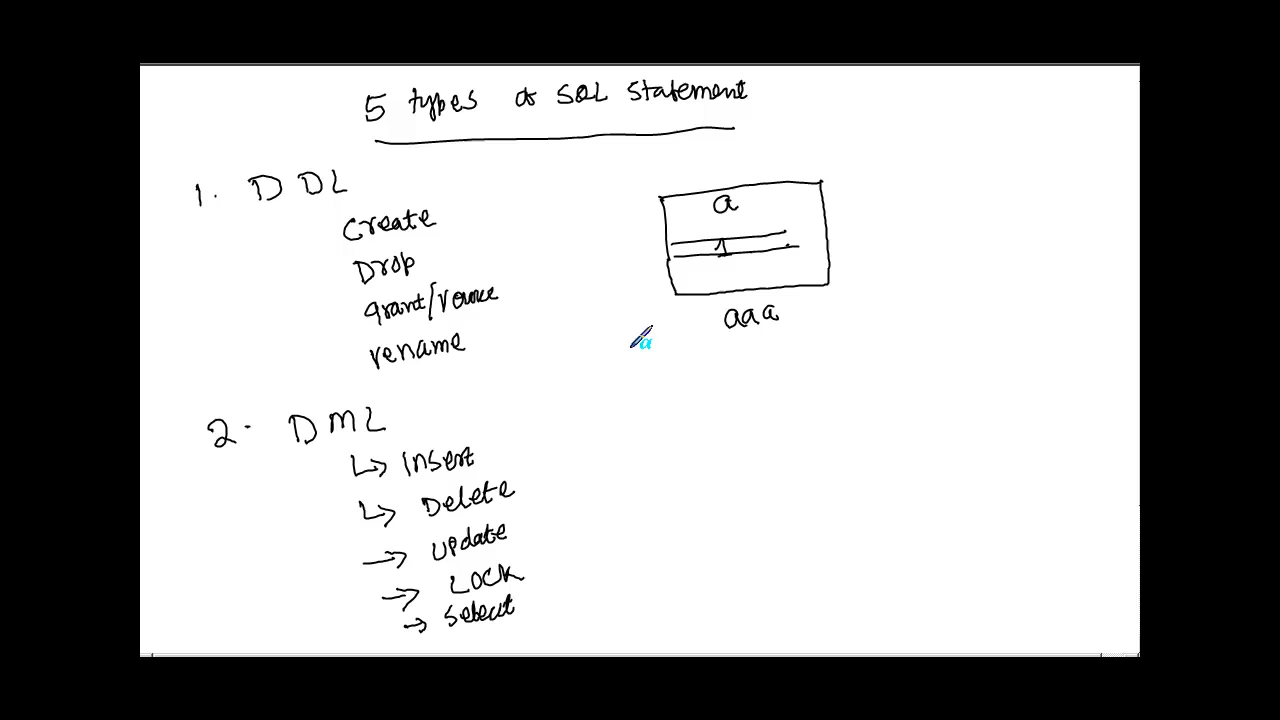 5 types of SQL statement
1. DDL
Create
Drop
grant/revoke
rename
a
1
aaa
a
2. DML
↳ insert
↳ Delete
→ update
→ LOCK
→ select